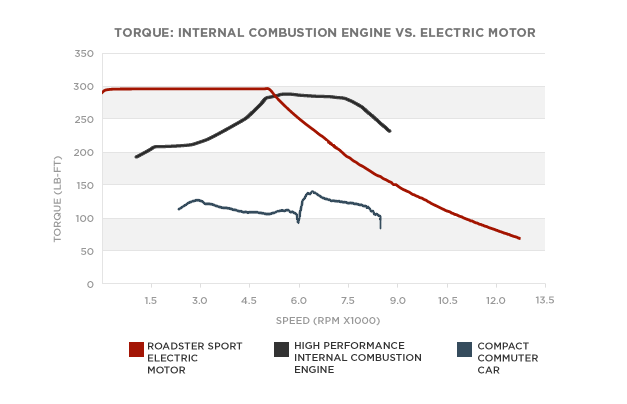 TORQUE: INTERNAL COMBUSTION ENGINE VS. ELECTRIC MOTOR
350
300
250
200
150
100
50
0
TORQUE (LB-FT)
1.5 3.0 4.5 6.0 7.5 9.0 10.5 12.0 13.5
SPEED (RPM X1000)
ROADSTER SPORT
ELECTRIC
MOTOR
HIGH PERFORMANCE
INTERNAL COMBUSTION
ENGINE
COMPACT
COMMUTER
CAR